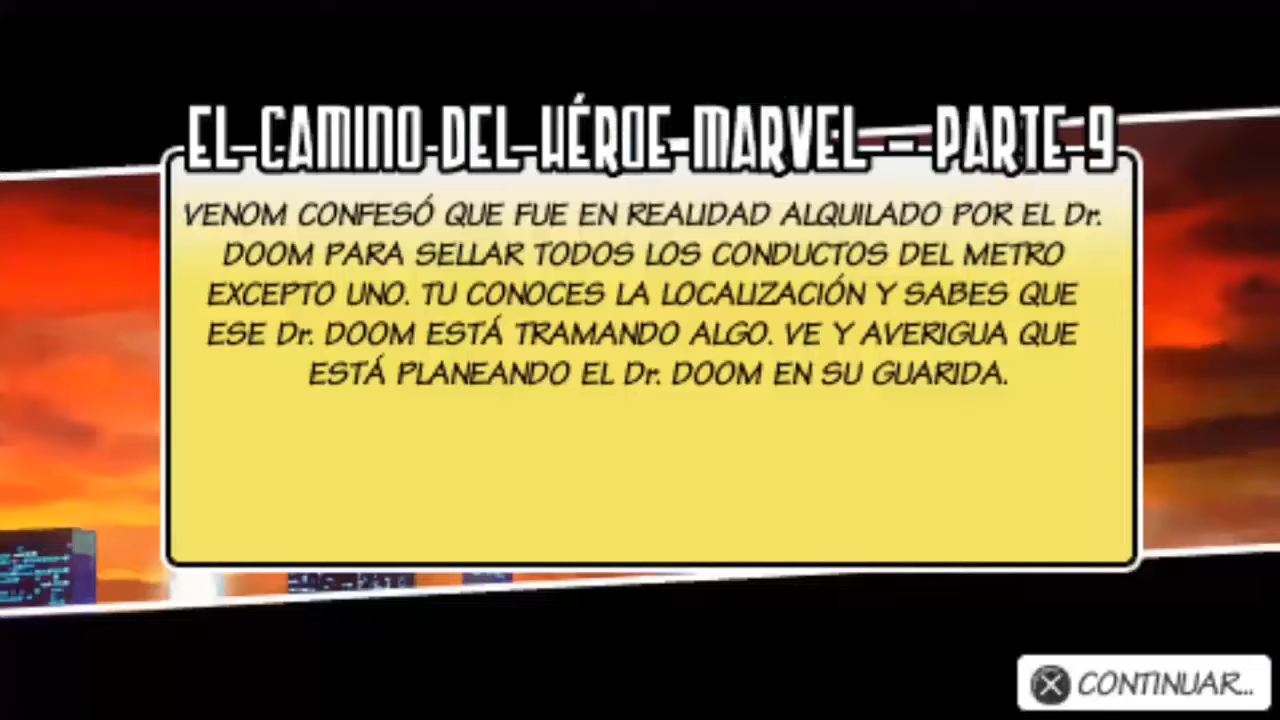 EL CAMINO DEL HÉROE MARVEL - PARTE 9
VENOM CONFESÓ QUE FUE EN REALIDAD ALQUILADO POR EL Dr.
DOOM PARA SELLAR TODOS LOS CONDUCTOS DEL METRO
EXCEPTO UNO. TU CONOCES LA LOCALIZACIÓN Y SABES QUE
ESE Dr. DOOM ESTÁ TRAMANDO ALGO. VE Y AVERIGUA QUE
ESTÁ PLANEANDO EL Dr. DOOM EN SU GUARIDA.
CONTINUAR...